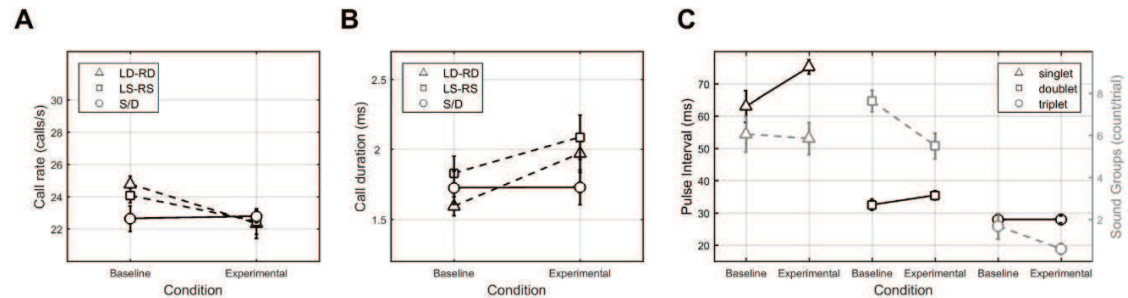 A
Call rate (calls/s)
30
28
26
24
22
LD-RD
LS-RS
S/D
Baseline
Experimental
Condition
B
Call duration (ms)
2.5
2
1.5
LD-RD
LS-RS
S/D
Baseline
Experimental
Condition
C
Pulse Interval (ms)
70
60
50
40
30
20
singlet
doublet
triplet
8
6
4
2
Sound Groups (count/trial)
Baseline
Experimental
Baseline
Experimental
Baseline
Experimental
Condition